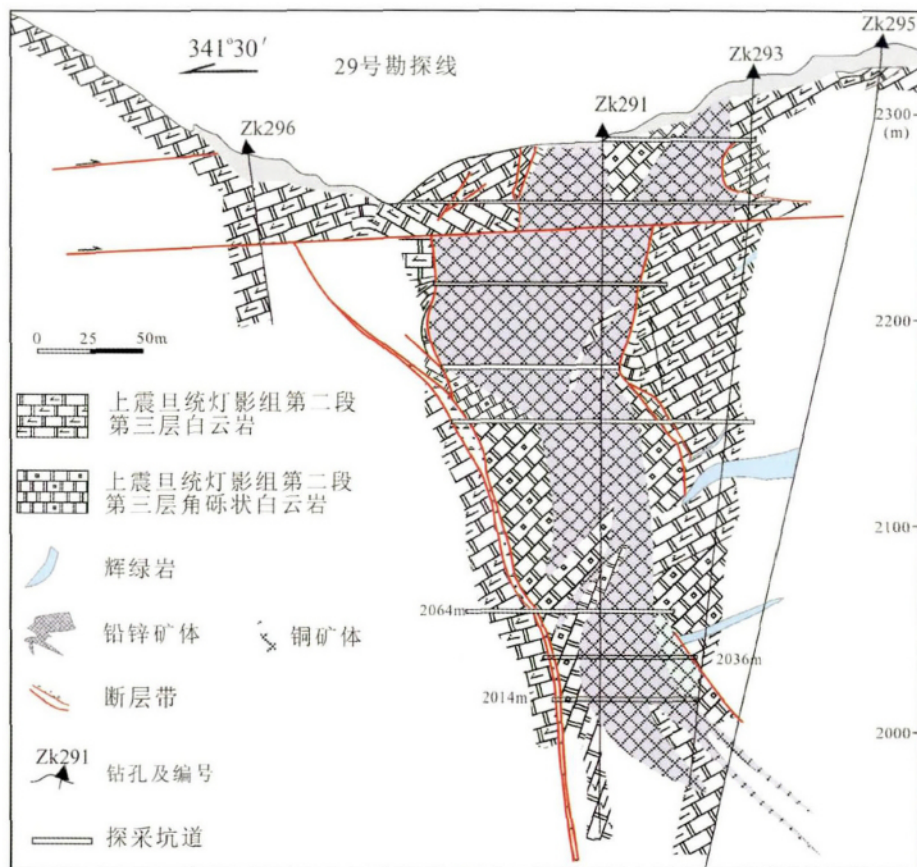 Zk295
341°30′
29号勘探线
Zk293
Zk291
Zk296
2300
(m)
2200
0 25 50m
上震旦统灯影组第二段
第三层白云岩
上震旦统灯影组第二段
第三层角砾状白云岩
2100
辉绿岩
2064m
铅锌矿体
铜矿体
2036m
断层带
2014m
2000
Zk291
钻孔及编号
探采坑道